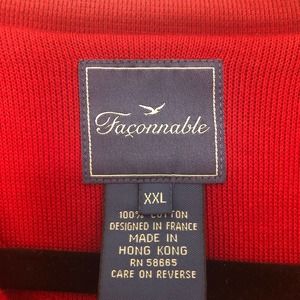 Façonnable
XXL
100% COTTON
DESIGNED IN FRANCE
MADE IN
HONG KONG
RN 58665
CARE ON REVERSE